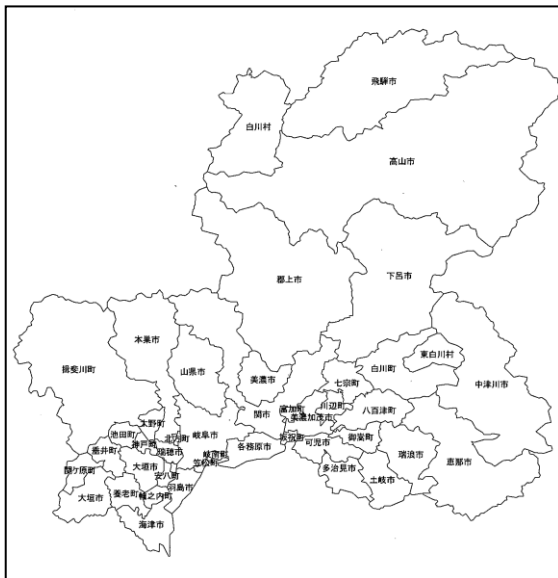 飛騨市
白川村
高山市
郡上市
下呂市
本巣市
揖斐川町
山県市
美濃市
東白川村
白川町
七宗町
中津川市
関市
富加町
川辺町
美濃加茂市
八百津町
大野町
池田町
神戸町
北方町
岐阜市
瑞穂市
坂祝町
可児市
御嵩町
各務原市
岐南町
笠松町
垂井町
関ケ原町
大垣市
安八町
羽島市
多治見市
瑞浪市
恵那市
土岐市
大垣市
養老町
輪之内町
海津市